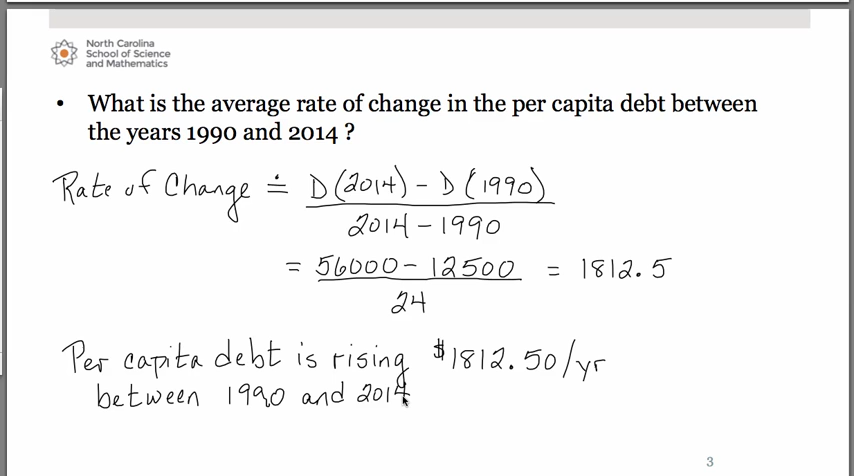 North Carolina
School of Science
and Mathematics
• What is the average rate of change in the per capita debt between
the years 1990 and 2014 ?
Rate of Change ≐ D(2014) - D(1990)
2014 - 1990
= 56000 - 12500 = 1812.5
24
Per capita debt is rising $1812.50/yr
between 1990 and 2014
3